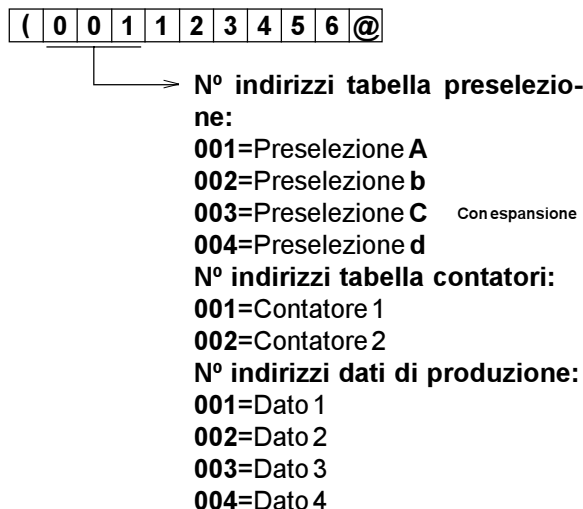 ( 0 0 1 1 2 3 4 5 6 @
Nº indirizzi tabella preselezio-
ne:
001=Preselezione A
002=Preselezione b
003=Preselezione C Con espansione
004=Preselezione d
Nº indirizzi tabella contatori:
001=Contatore 1
002=Contatore 2
Nº indirizzi dati di produzione:
001=Dato 1
002=Dato 2
003=Dato 3
004=Dato 4